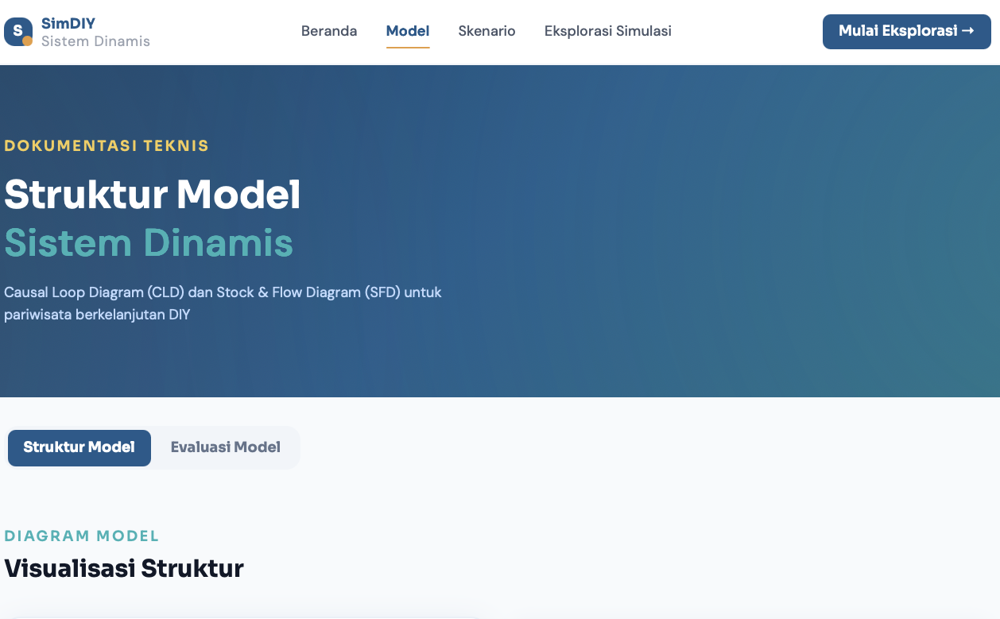 S
SimDIY
Sistem Dinamis
Beranda
Model
Skenario
Eksplorasi Simulasi
Mulai Eksplorasi →
DOKUMENTASI TEKNIS
Struktur Model
Sistem Dinamis
Causal Loop Diagram (CLD) dan Stock & Flow Diagram (SFD) untuk
pariwisata berkelanjutan DIY
Struktur Model
Evaluasi Model
DIAGRAM MODEL
Visualisasi Struktur